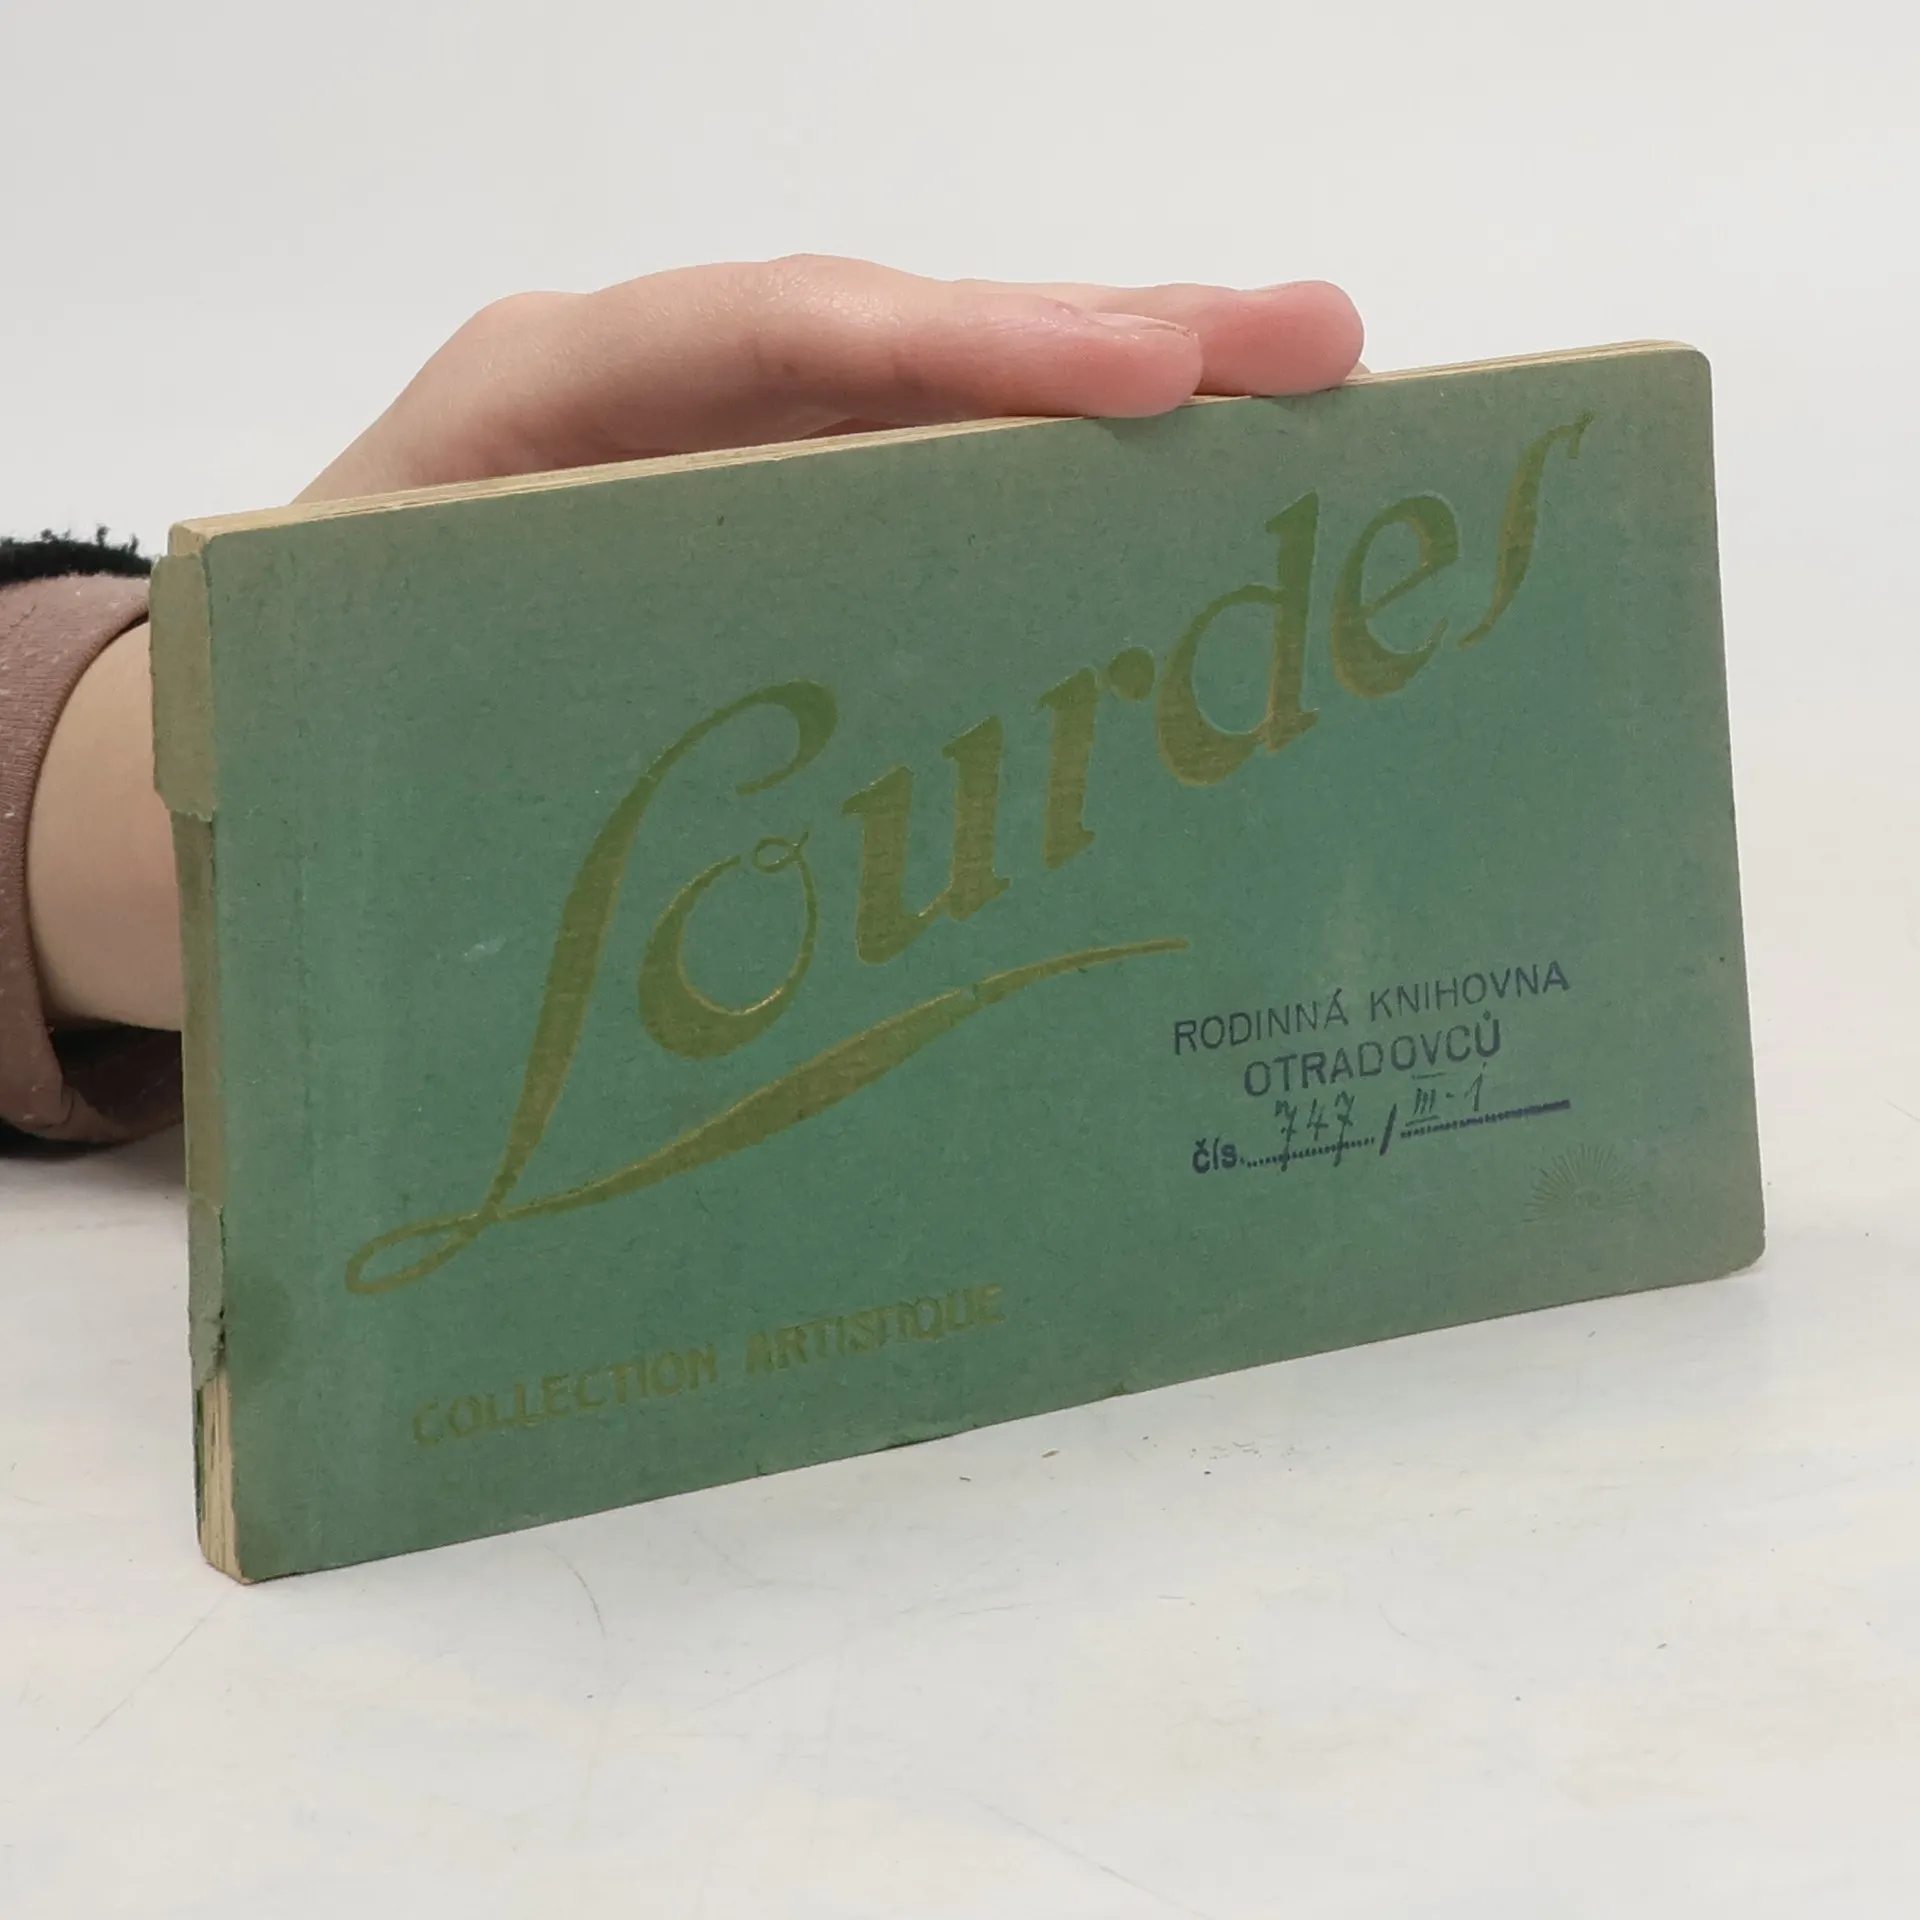 Lourdes
RODINNÁ KNIHOVNA
OTRADOVCŮ
čís. 747 / III - 1
COLLECTION ARTISTIQUE